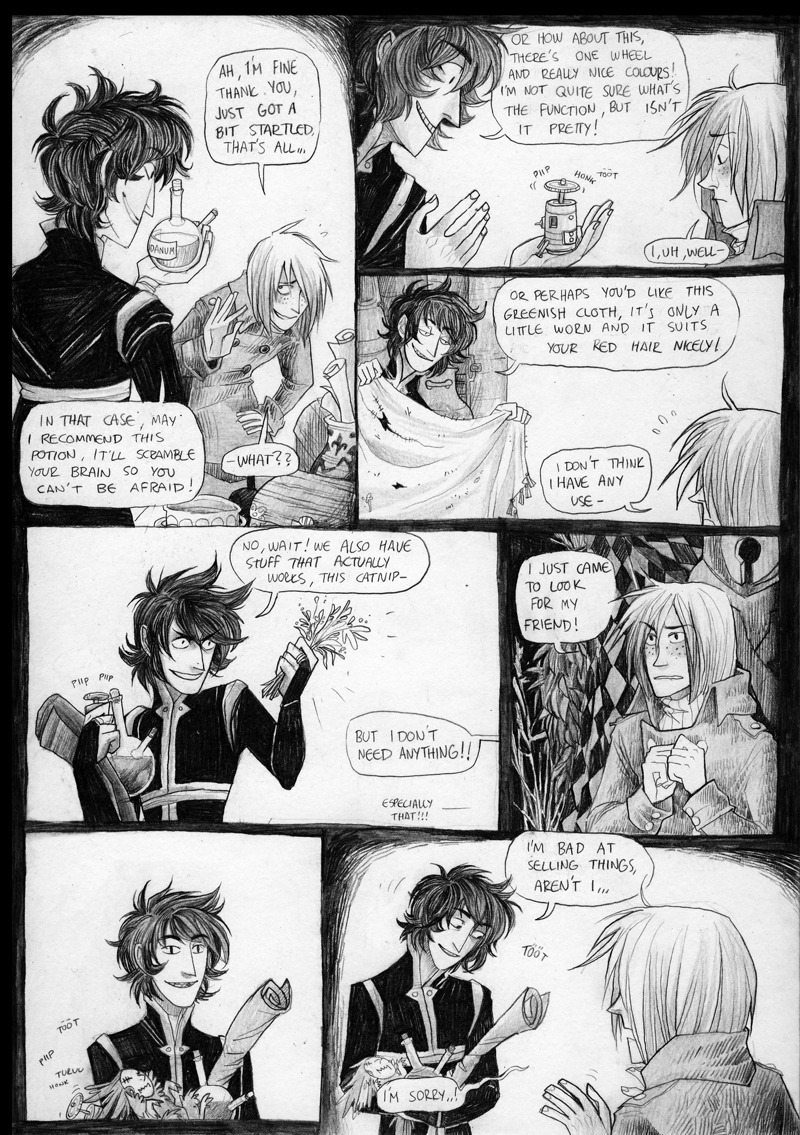 AH, I'M FINE
THANK YOU,
JUST GOT A
BIT STARTLED,
THAT'S ALL...
DANUM
IN THAT CASE, MAY
I RECOMMEND THIS
POTION, IT'LL SCRAMBLE
YOUR BRAIN SO YOU
CAN'T BE AFRAID!
-WHAT??
OR HOW ABOUT THIS,
THERE'S ONE WHEEL
AND REALLY NICE COLOURS!
I'M NOT QUITE SURE WHAT'S
THE FUNCTION, BUT ISN'T
IT PRETTY!
PIIP
HONK
TÖÖT
I, UH, WELL-
OR PERHAPS YOU'D LIKE THIS
GREENISH CLOTH, IT'S ONLY A
LITTLE WORN AND IT SUITS
YOUR RED HAIR NICELY!
I DON'T THINK
I HAVE ANY
USE-
NO, WAIT! WE ALSO HAVE
STUFF THAT ACTUALLY
WORKS, THIS CATNIP-
PIIP PIIP
BUT I DON'T
NEED ANYTHING!!
ESPECIALLY
THAT!!!
I JUST CAME
TO LOOK
FOR MY
FRIEND!
TÖÖT
PIIP
TURUU
HONK
I'M BAD AT
SELLING THINGS,
AREN'T I...
TÖÖT
I'M SORRY..!